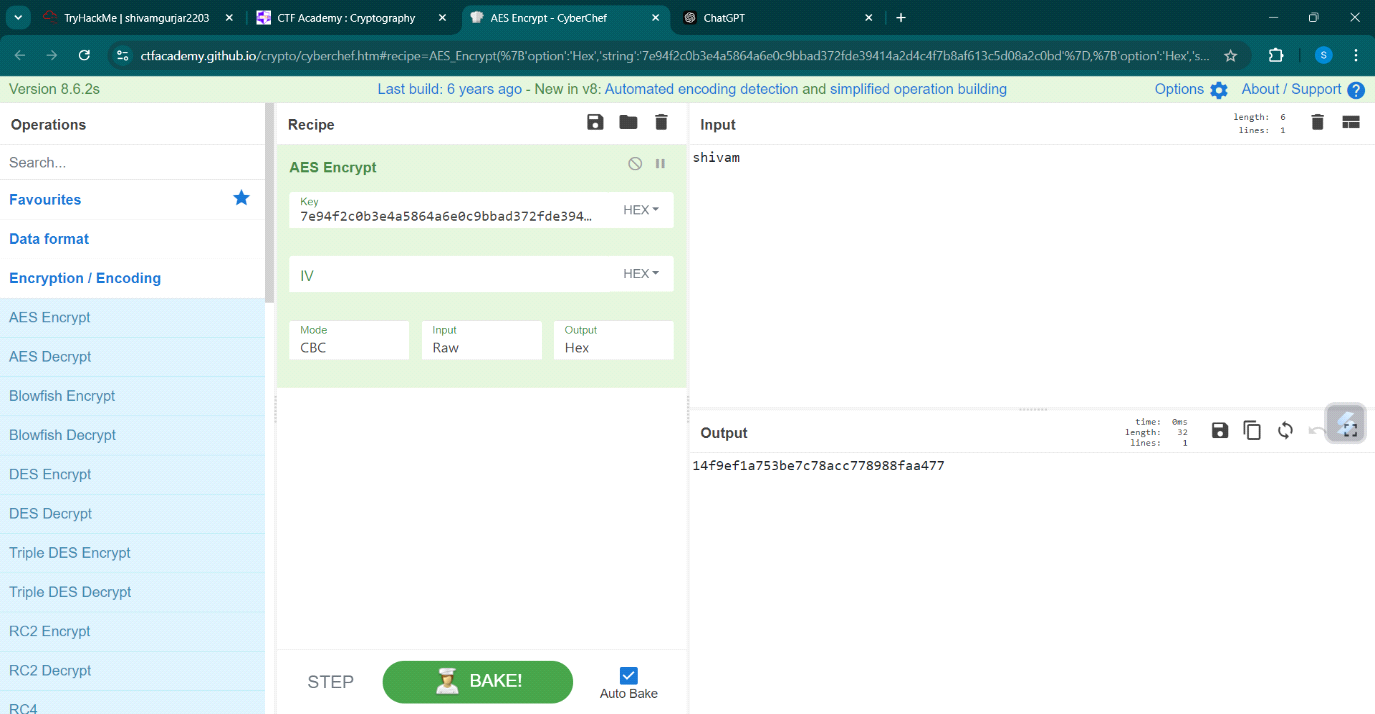 TryHackMe | shivamgurjar2203
CTF Academy : Cryptography
AES Encrypt - CyberChef
ChatGPT
ctfacademy.github.io/crypto/cyberchef.htm#recipe=AES_Encrypt(%7B'option':'Hex','string':'7e94f2c0b3e4a5864a6e0c9bbad372fde39414a2d4c4f7b8af613c5d08a2c0bd'%7D,%7B'option':'Hex','s...
S
Version 8.6.2s
Last build: 6 years ago - New in v8: Automated encoding detection and simplified operation building
Options
About / Support
Operations
Search...
Favourites
Data format
Encryption / Encoding
AES Encrypt
AES Decrypt
Blowfish Encrypt
Blowfish Decrypt
DES Encrypt
DES Decrypt
Triple DES Encrypt
Triple DES Decrypt
RC2 Encrypt
RC2 Decrypt
RC4
Recipe
AES Encrypt
Key
7e94f2c0b3e4a5864a6e0c9bbad372fde394…
HEX
IV
HEX
Mode
CBC
Input
Raw
Output
Hex
STEP
BAKE!
Auto Bake
Input
length: 6
lines: 1
shivam
Output
time: 0ms
length: 32
lines: 1
14f9ef1a753be7c78acc778988faa477